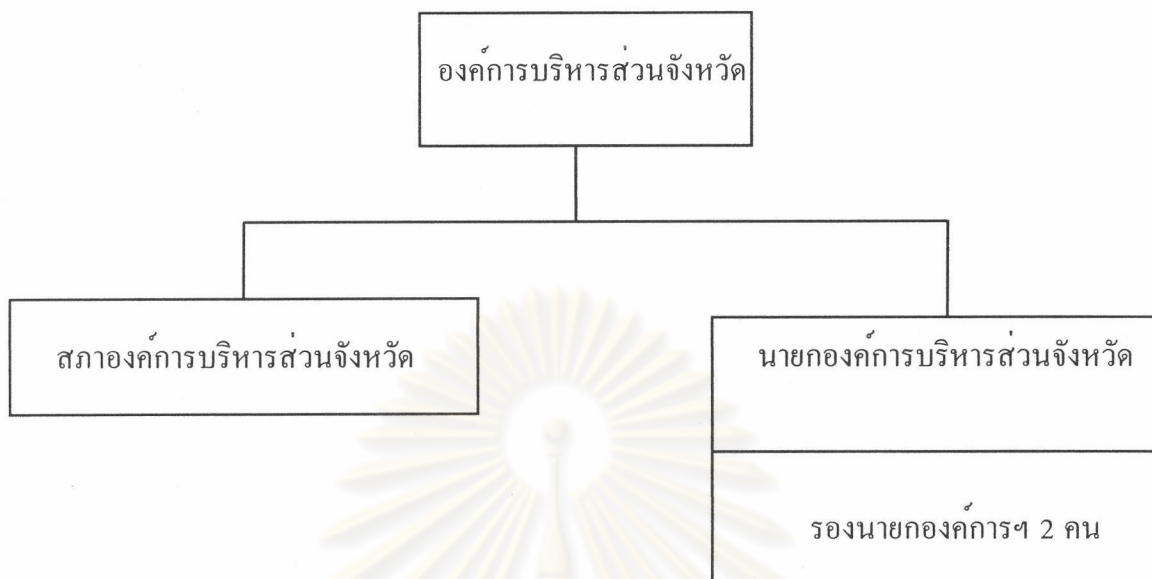 องค์การบริหารส่วนจังหวัด
สภาองค์การบริหารส่วนจังหวัด
นายกองค์การบริหารส่วนจังหวัด
รองนายกองค์การฯ 2 คน